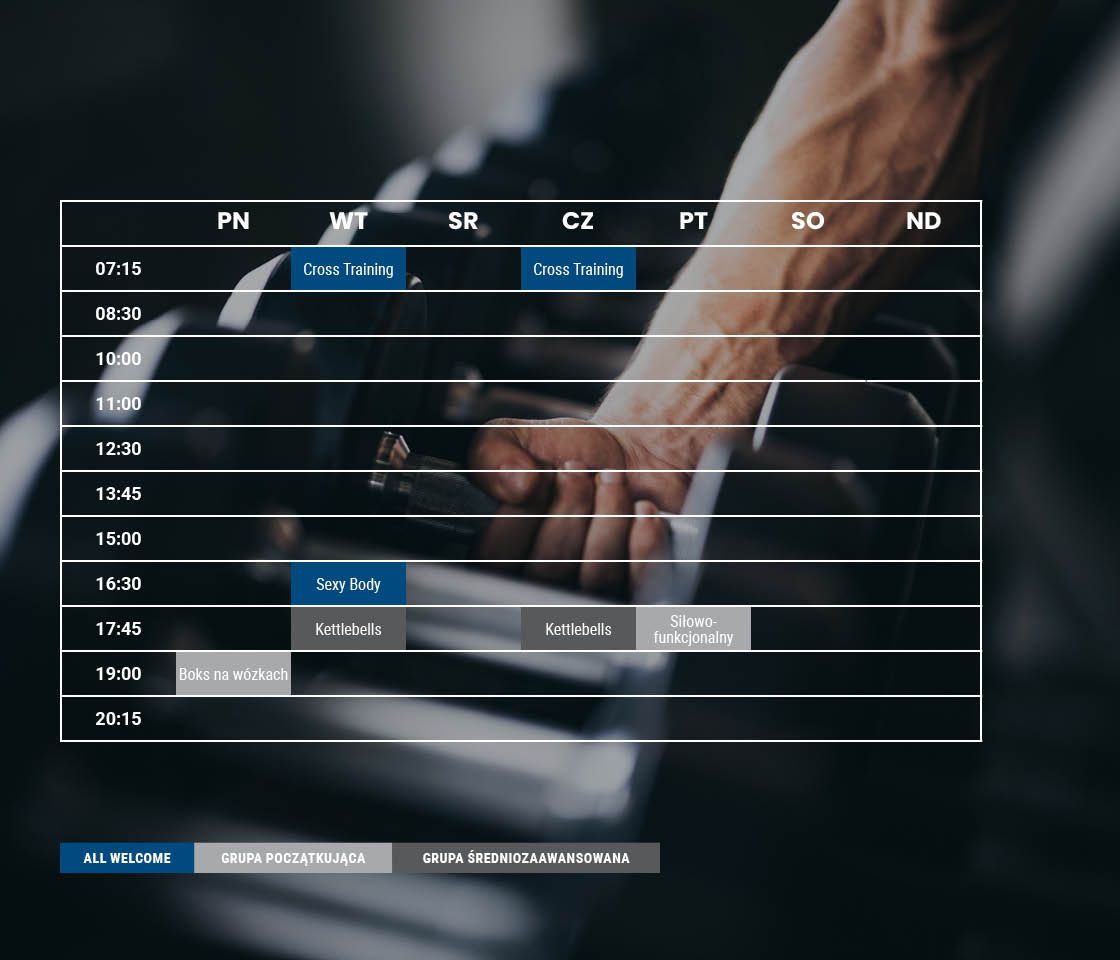 PN WT SR CZ PT SO ND
07:15 Cross Training Cross Training
08:30
10:00
11:00
12:30
13:45
15:00
16:30 Sexy Body
17:45 Kettlebells Kettlebells Siłowo-
funkcjonalny
19:00 Boks na wózkach
20:15
ALL WELCOME GRUPA POCZĄTKUJĄCA GRUPA ŚREDNIOZAAWANSOWANA